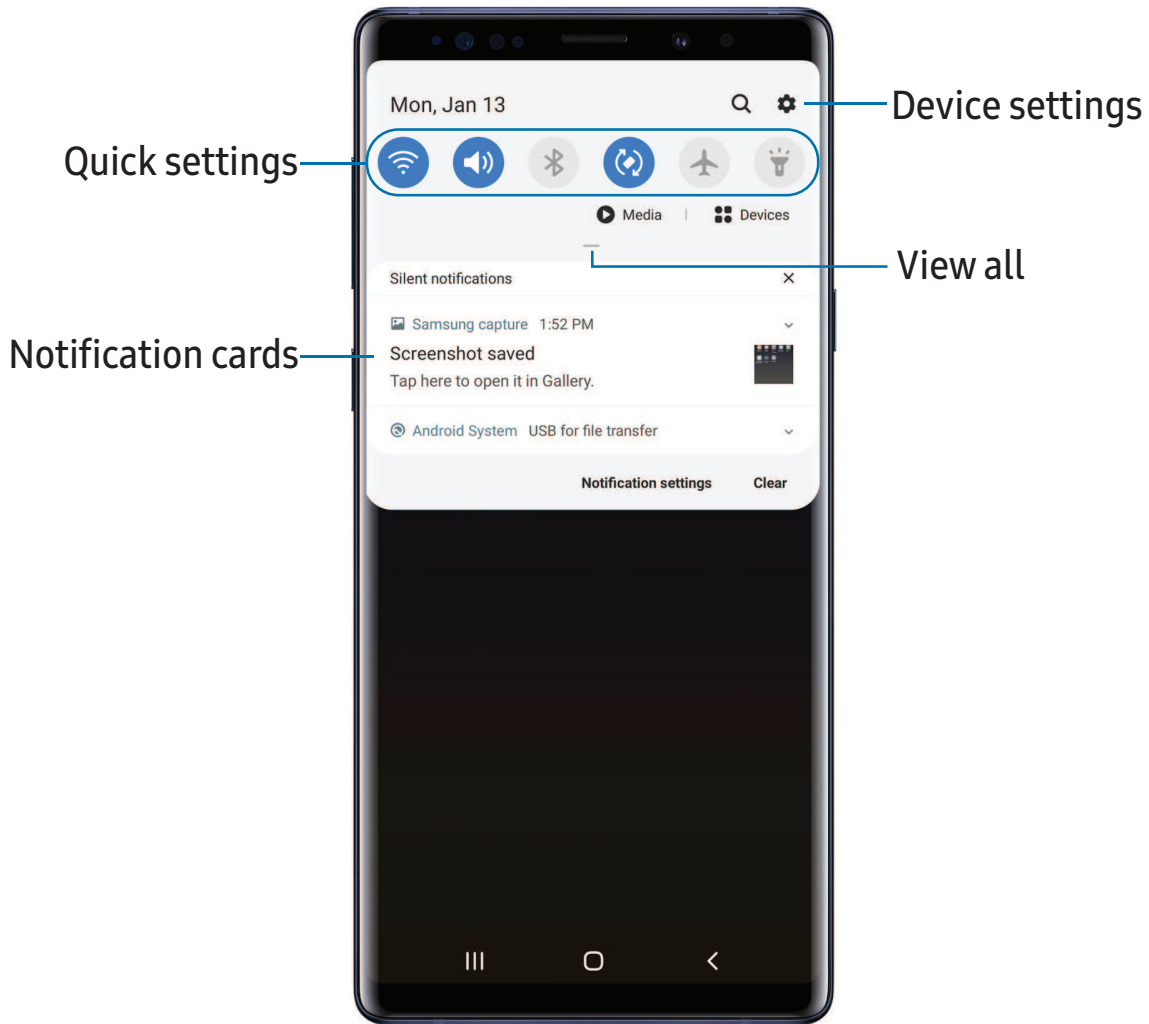 Mon, Jan 13
Device settings
Quick settings
Media | Devices
View all
Silent notifications
Samsung capture 1:52 PM
Notification cards
Screenshot saved
Tap here to open it in Gallery.
Android System USB for file transfer
Notification settings Clear